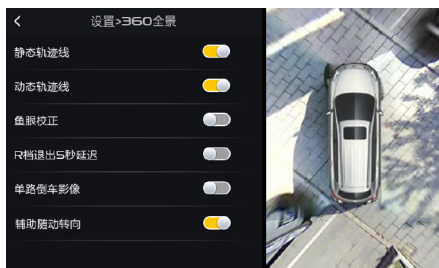 设置>360全景
静态轨迹线
动态轨迹线
鱼眼校正
R档退出5秒延迟
单路倒车影像
辅助随动转向